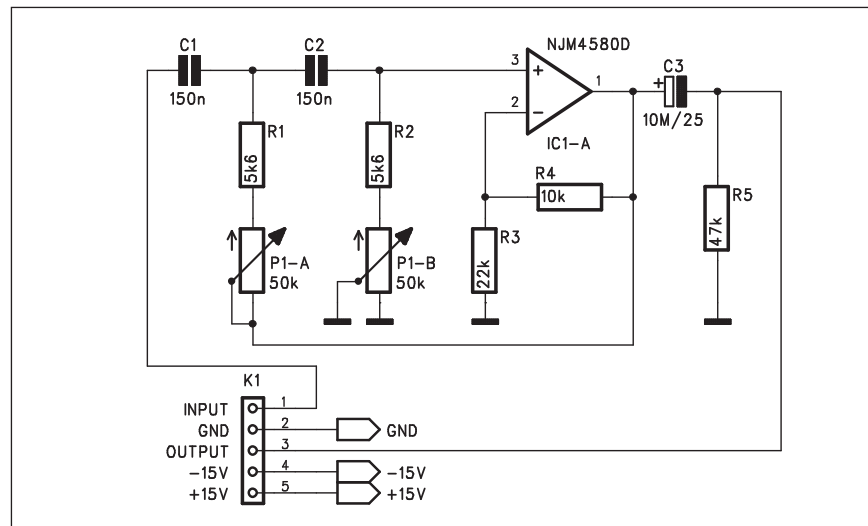 C1
150n
C2
150n
NJM4580D
3
+
1
2
−
IC1-A
C3
+
10M/25
R1
5k6
R2
5k6
R4
10k
R3
22k
R5
47k
P1-A
50k
P1-B
50k
K1
INPUT 1
GND 2 GND
OUTPUT 3
-15V 4 -15V
+15V 5 +15V